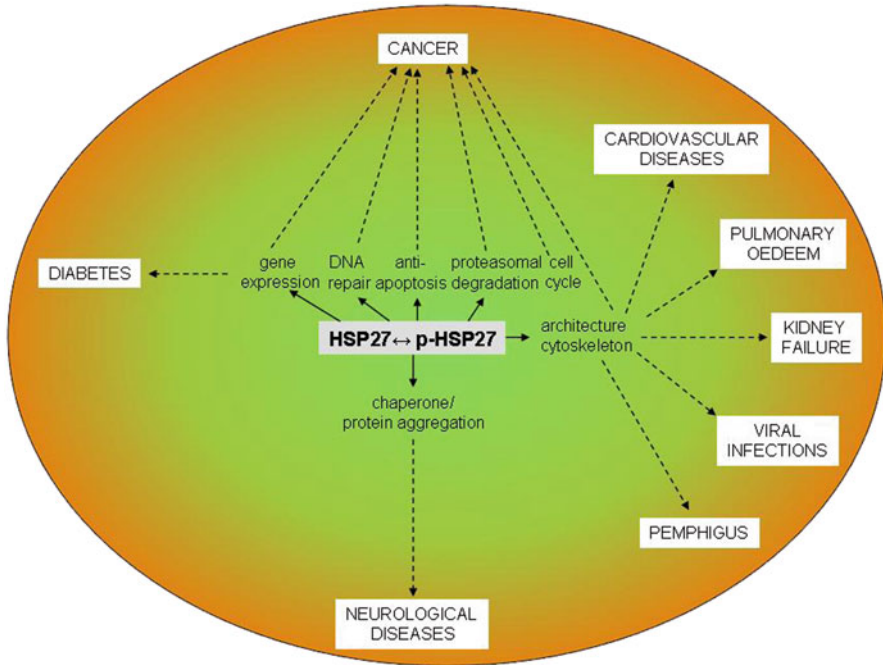 CANCER
CARDIOVASCULAR
DISEASES
PULMONARY
OEDEEM
DIABETES
gene
expression
DNA
repair
anti-
apoptosis
proteasomal
degradation
cell
cycle
HSP27↔p-HSP27
architecture
cytoskeleton
KIDNEY
FAILURE
chaperone/
protein aggregation
VIRAL
INFECTIONS
PEMPHIGUS
NEUROLOGICAL
DISEASES